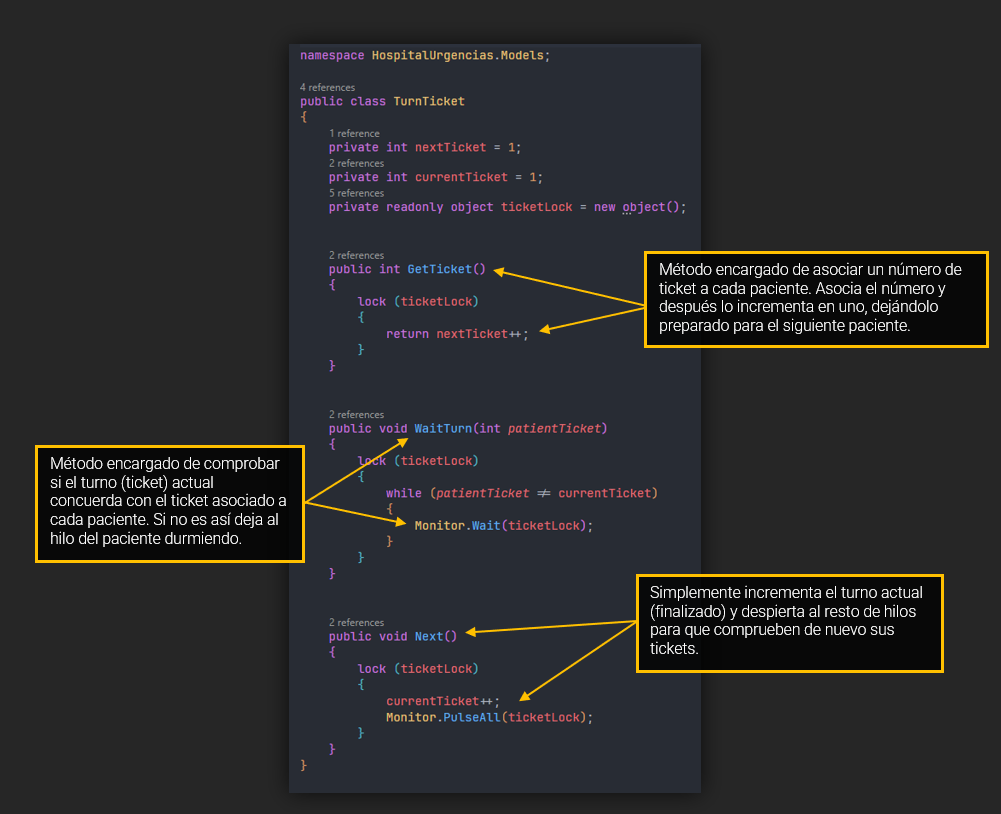 namespace HospitalUrgencias.Models;
4 references
public class TurnTicket
{
1 reference
private int nextTicket = 1;
2 references
private int currentTicket = 1;
5 references
private readonly object ticketLock = new object();
2 references
public int GetTicket()
{
lock (ticketLock)
{
return nextTicket++;
}
}
Método encargado de asociar un número de
ticket a cada paciente. Asocia el número y
después lo incrementa en uno, dejándolo
preparado para el siguiente paciente.
2 references
public void WaitTurn(int patientTicket)
{
lock (ticketLock)
{
while (patientTicket ≠ currentTicket)
{
Monitor.Wait(ticketLock);
}
}
}
Método encargado de comprobar
si el turno (ticket) actual
concuerda con el ticket asociado a
cada paciente. Si no es así deja al
hilo del paciente durmiendo.
2 references
public void Next()
{
lock (ticketLock)
{
currentTicket++;
Monitor.PulseAll(ticketLock);
}
}
}
Simplemente incrementa el turno actual
(finalizado) y despierta al resto de hilos
para que comprueben de nuevo sus
tickets.